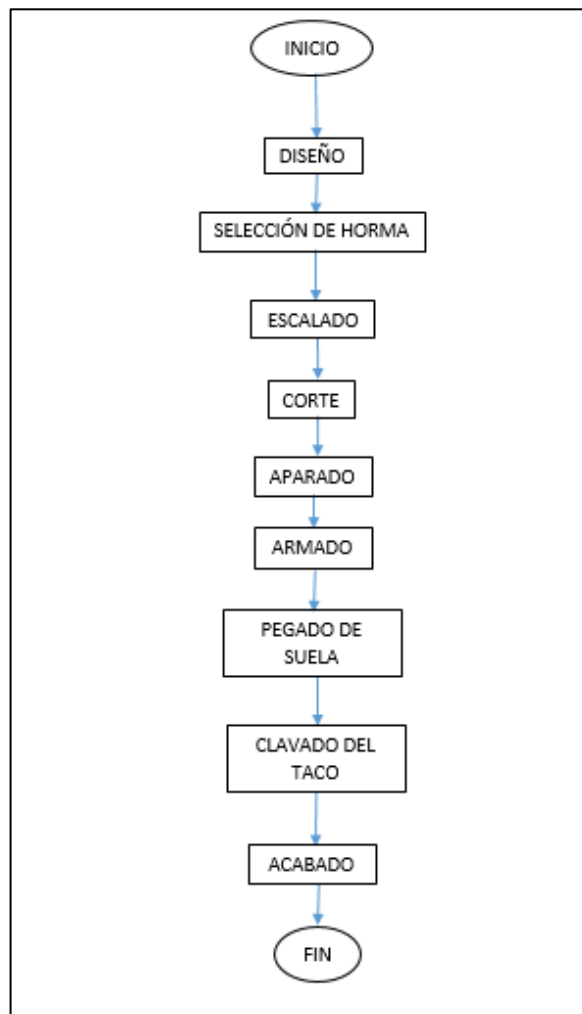 INICIO
DISEÑO
SELECCIÓN DE HORMA
ESCALADO
CORTE
APARADO
ARMADO
PEGADO DE
SUELA
CLAVADO DEL
TACO
ACABADO
FIN